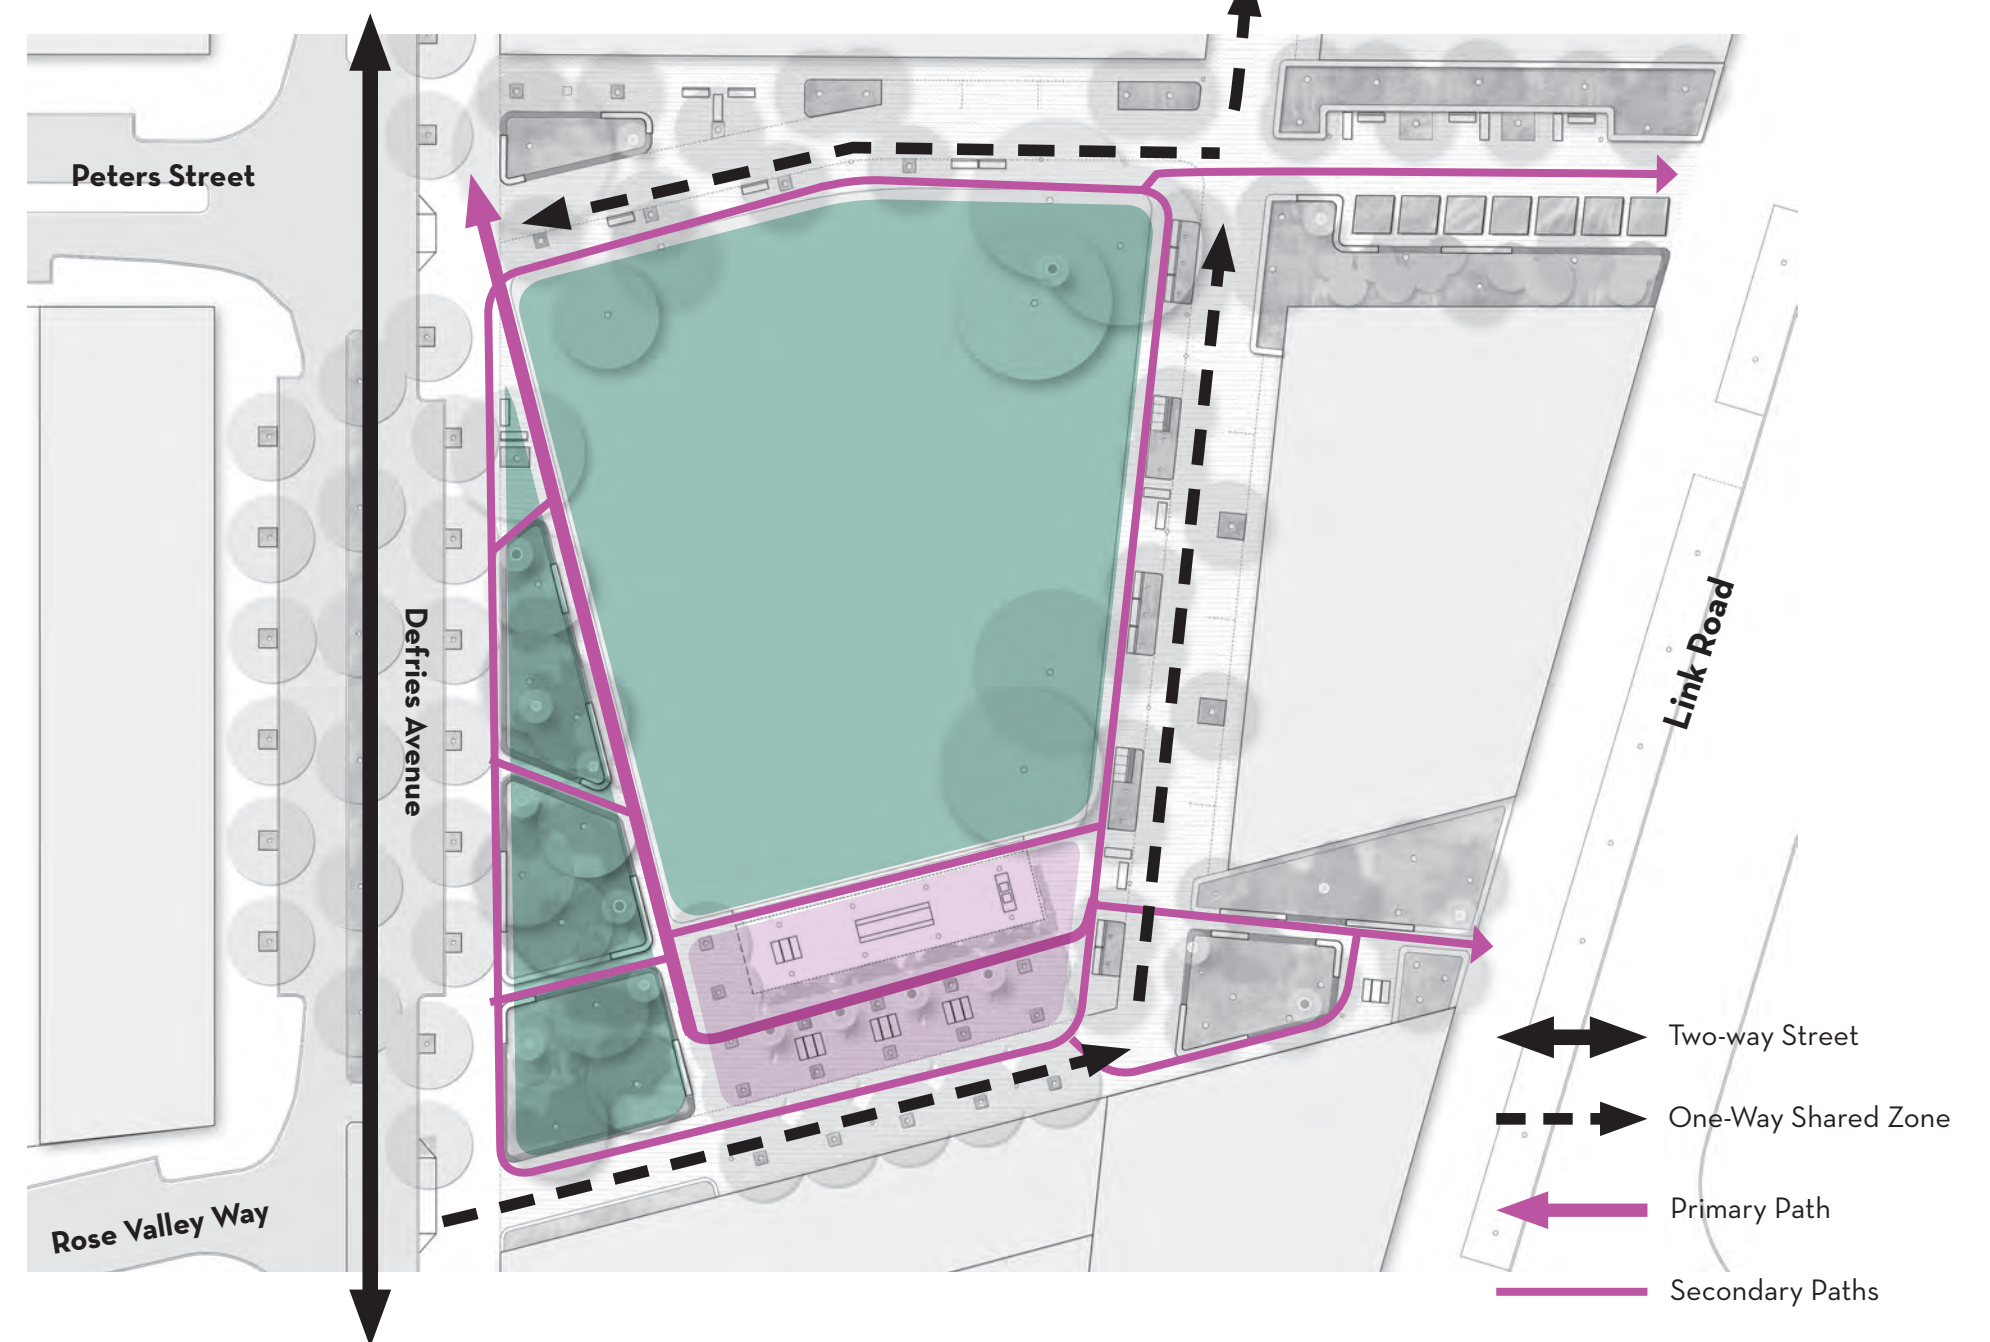 Peters Street
Defries Avenue
Link Road
Rose Valley Way
Two-way Street
One-Way Shared Zone
Primary Path
Secondary Paths